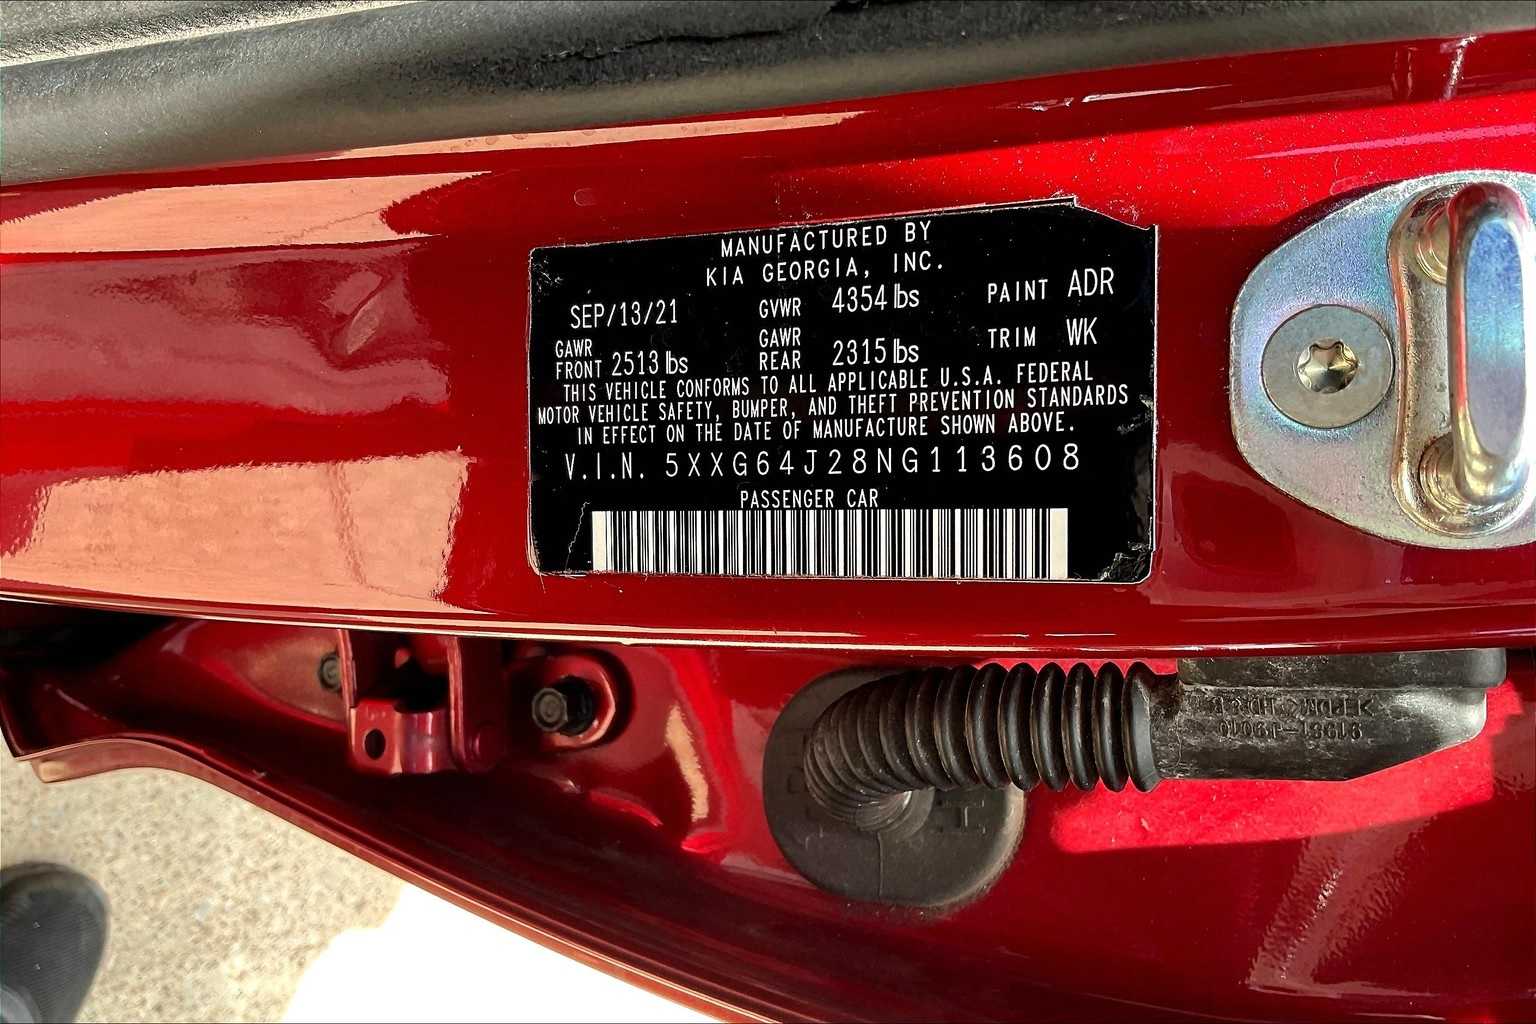 MANUFACTURED BY
KIA GEORGIA, INC.
SEP/13/21 GVWR 4354 lbs PAINT ADR
GAWR FRONT 2513 lbs GAWR REAR 2315 lbs TRIM WK
THIS VEHICLE CONFORMS TO ALL APPLICABLE U.S.A. FEDERAL
MOTOR VEHICLE SAFETY, BUMPER, AND THEFT PREVENTION STANDARDS
IN EFFECT ON THE DATE OF MANUFACTURE SHOWN ABOVE.
V.I.N. 5XXG64J28NG113608
PASSENGER CAR
91981-J9010